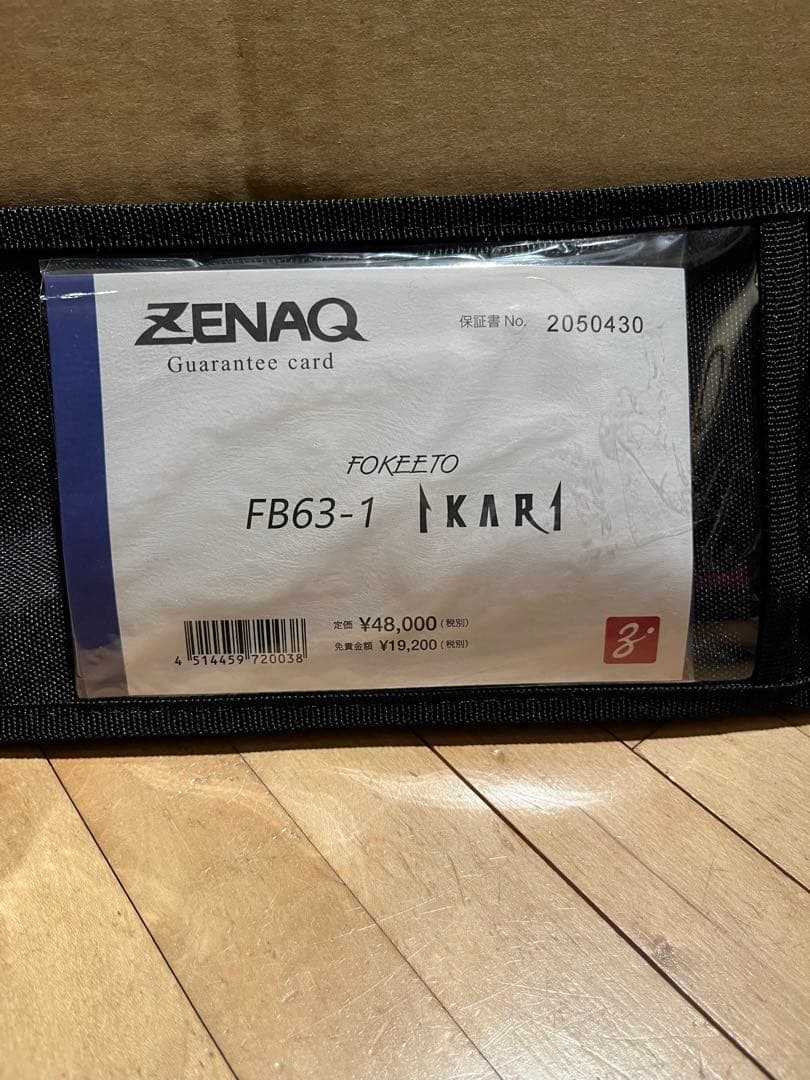 ZENAQ
Guarantee card
保証書 No. 2050430
FOKEETO
FB63-1 IKARI
定価 ¥48,000(税別)
免責金額 ¥19,200(税別)
4 514459 720038